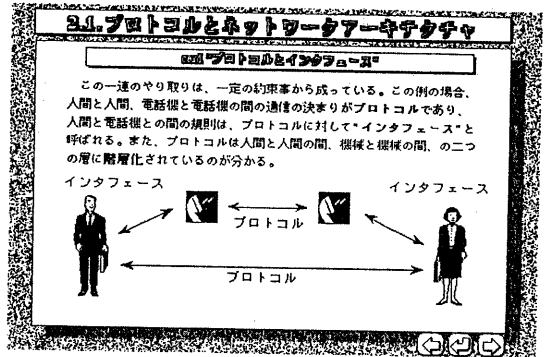 2.1.プロトコルとネットワークアーキテクチャ
"プロトコルとインタフェース"
この一連のやり取りは、一定の約束事から成っている。この例の場合、
人間と人間、電話機と電話機の間の通信の決まりがプロトコルであり、
人間と電話機との間の規則は、プロトコルに対して"インタフェース"と
呼ばれる。また、プロトコルは人間と人間の間、機械と機械の間、の二つ
の層に階層化されているのが分かる。
インタフェース
インタフェース
プロトコル
プロトコル